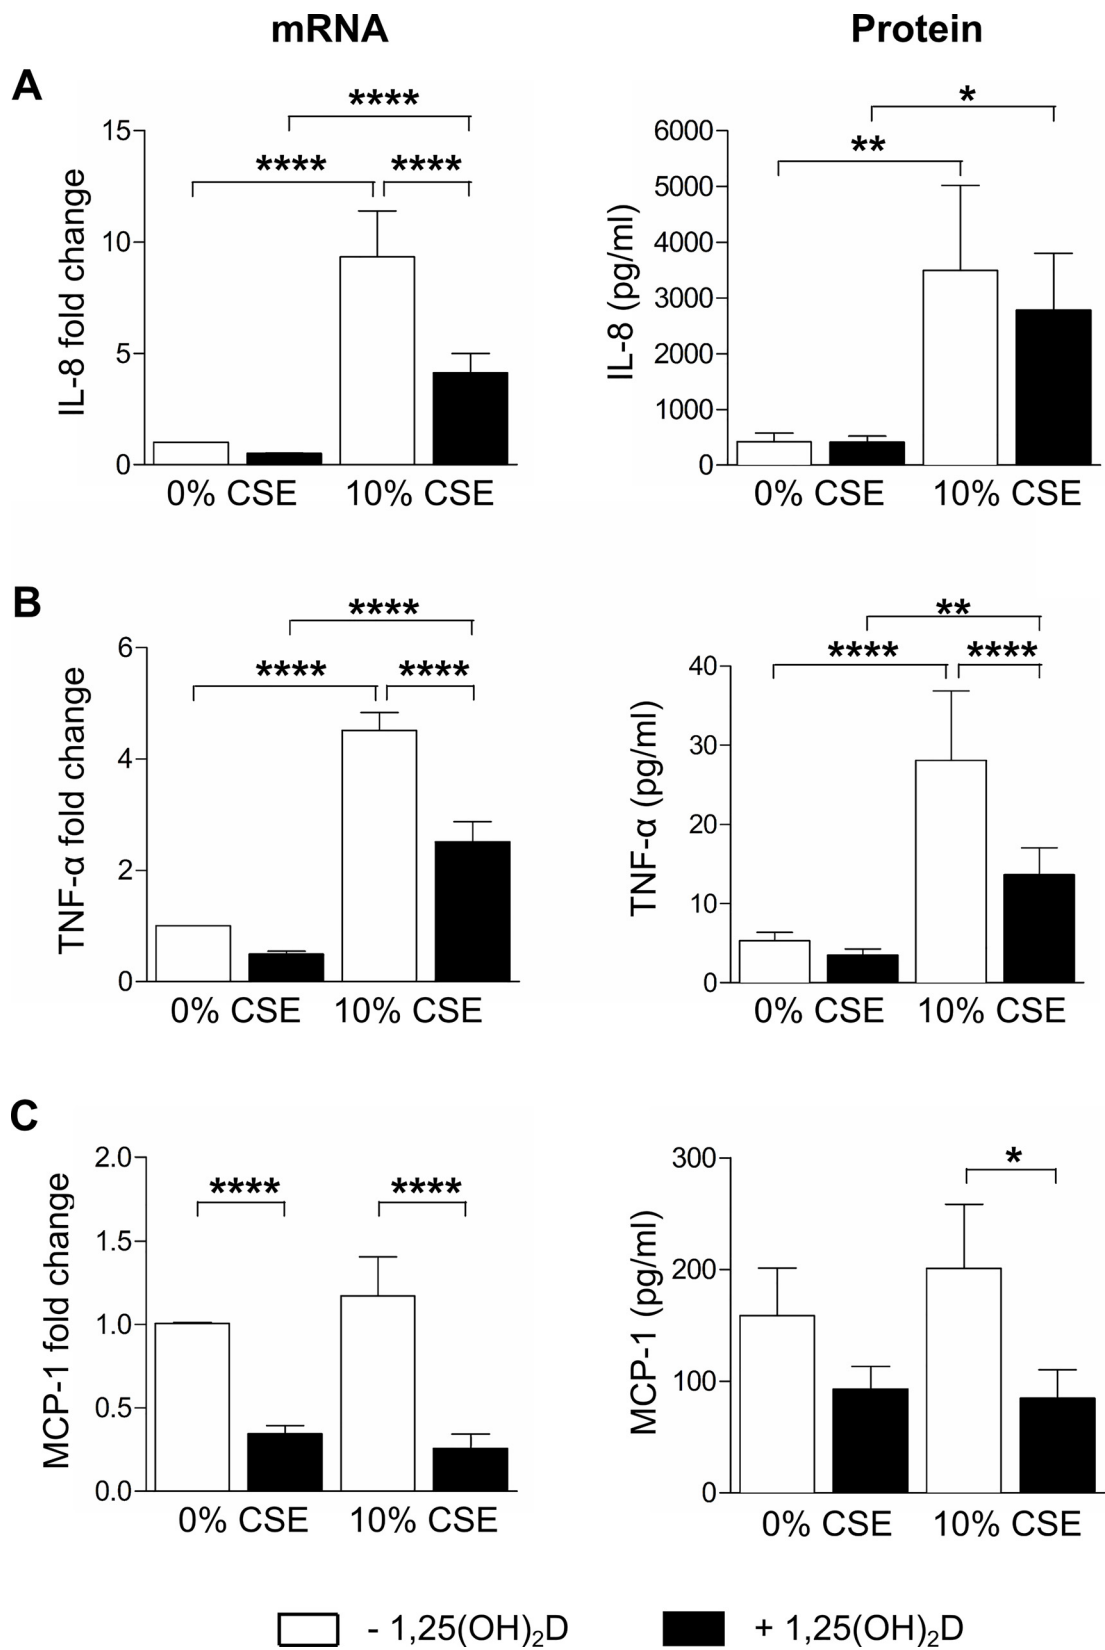 mRNA
Protein
A
****
****
****
IL-8 fold change
15
10
5
0
0% CSE
10% CSE
*
**
IL-8 (pg/ml)
6000
5000
4000
3000
2000
1000
0
0% CSE
10% CSE
B
****
****
****
TNF-α fold change
6
4
2
0
0% CSE
10% CSE
**
****
****
TNF-α (pg/ml)
40
30
20
10
0
0% CSE
10% CSE
C
****
****
MCP-1 fold change
2.0
1.5
1.0
0.5
0.0
0% CSE
10% CSE
*
MCP-1 (pg/ml)
300
200
100
0
0% CSE
10% CSE
- 1,25(OH)₂D
+ 1,25(OH)₂D